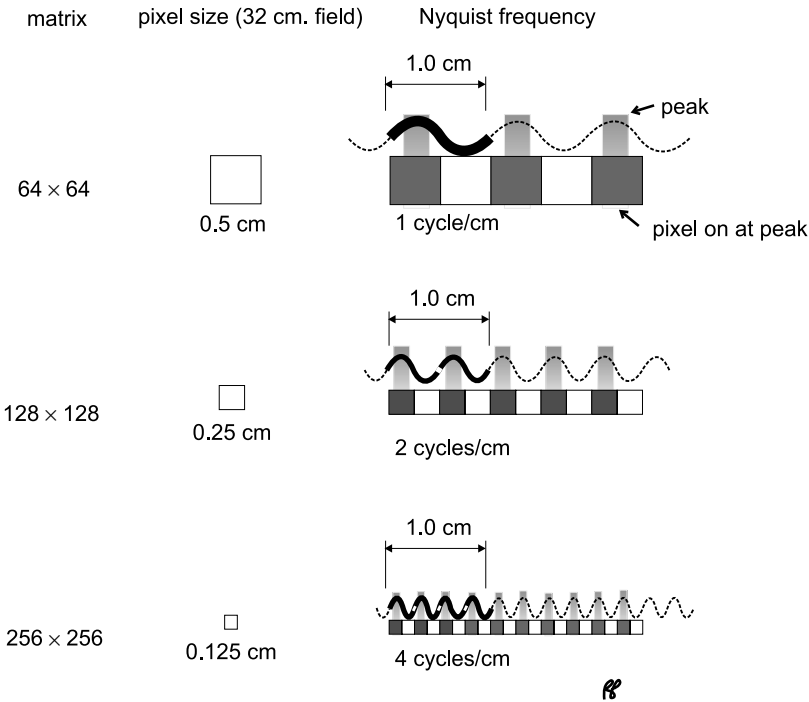 matrix pixel size (32 cm. field) Nyquist frequency
1.0 cm
peak
64 × 64
0.5 cm
1 cycle/cm
pixel on at peak
1.0 cm
128 × 128
0.25 cm
2 cycles/cm
1.0 cm
256 × 256
0.125 cm
4 cycles/cm